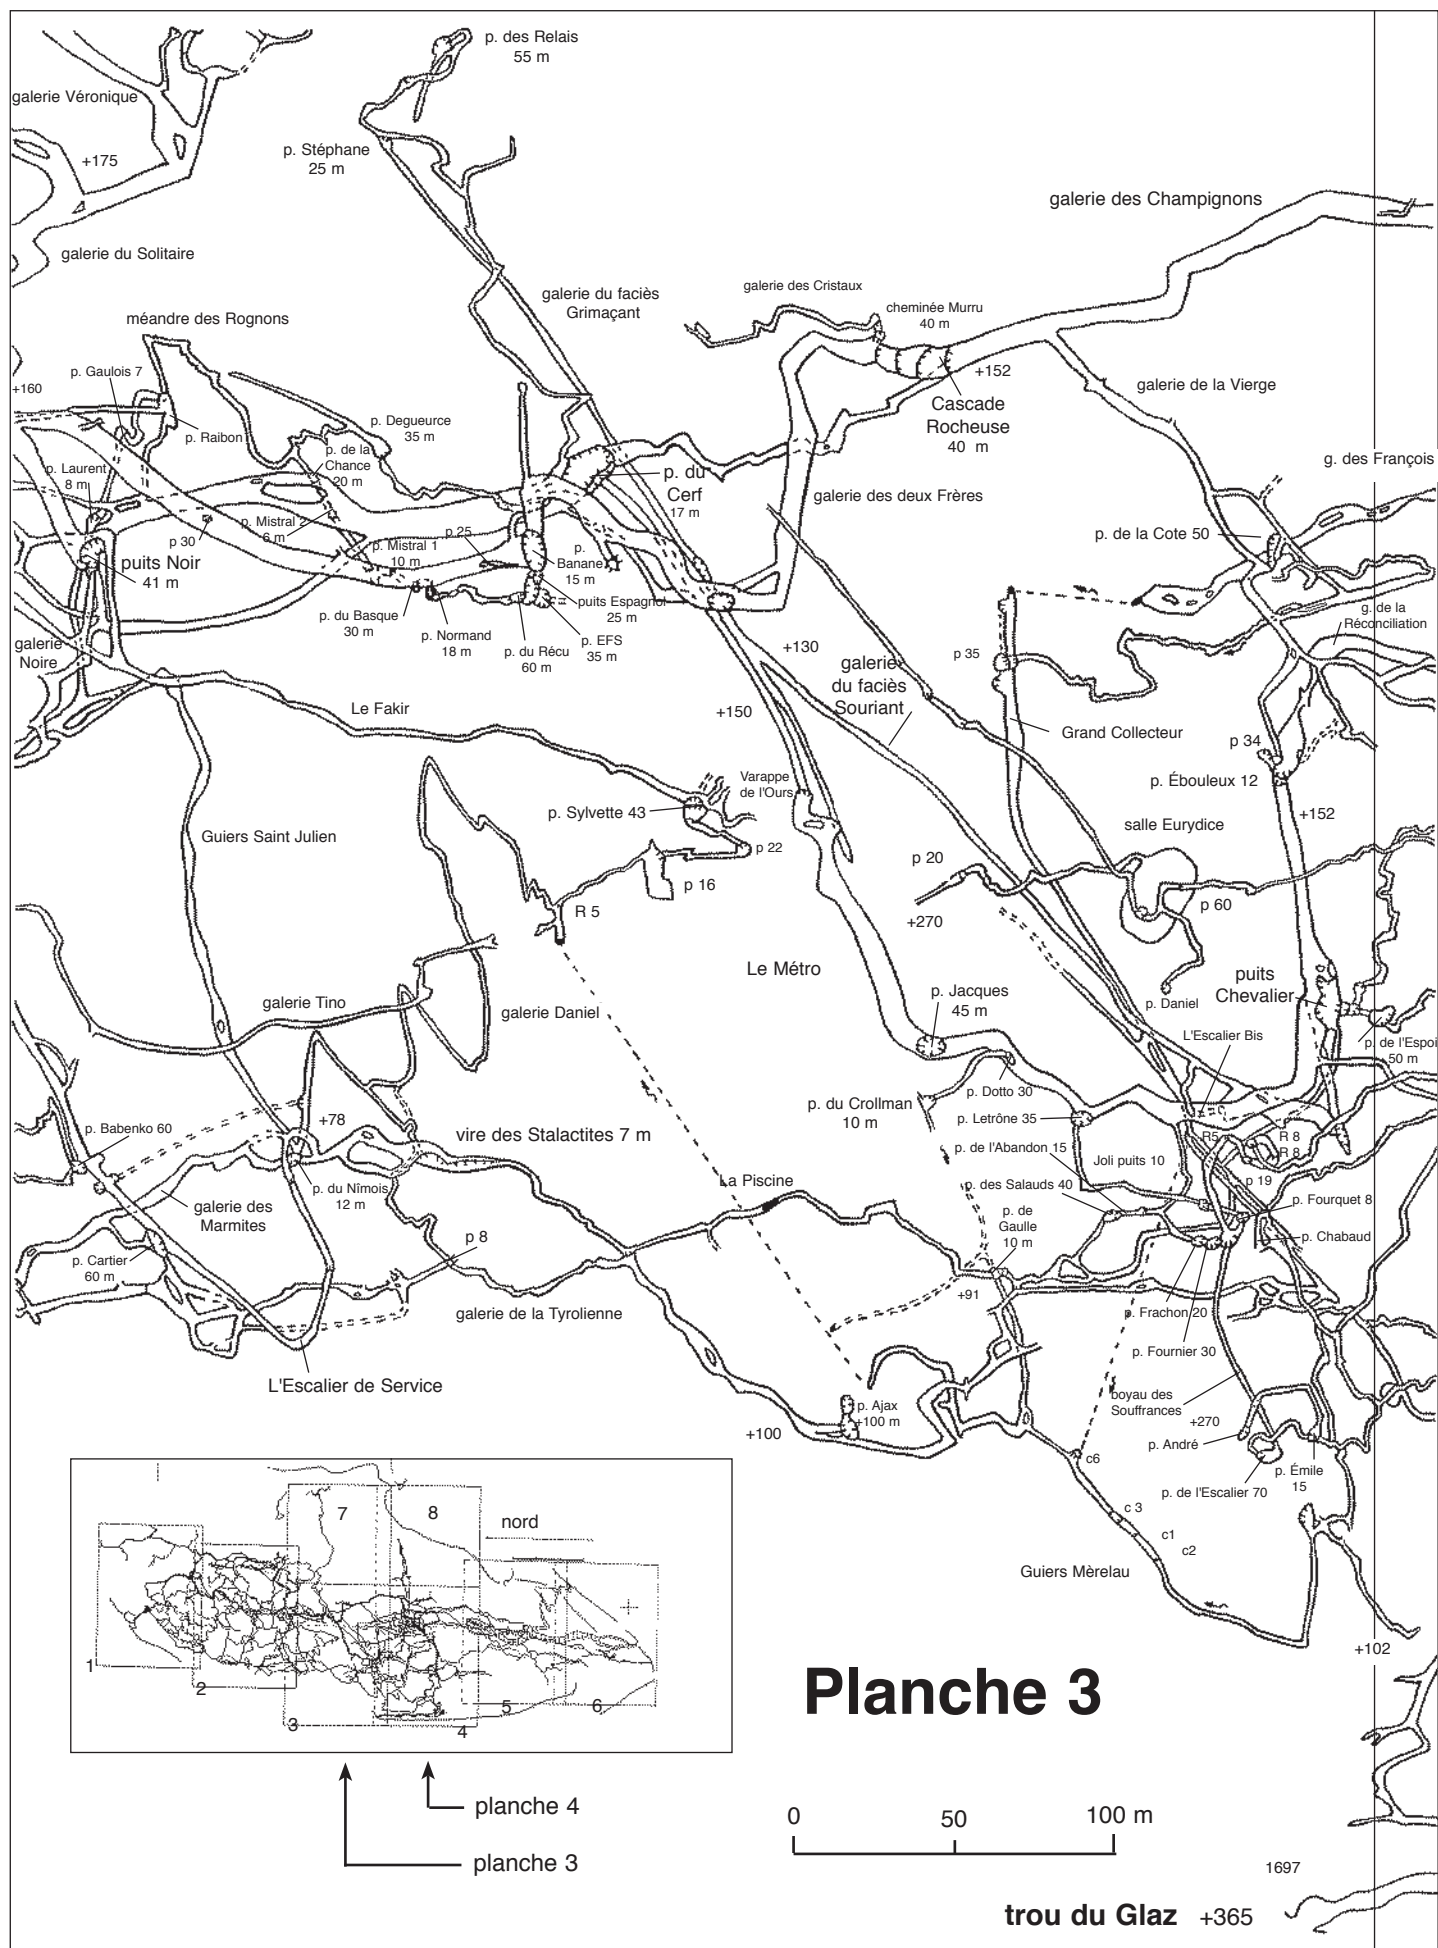 p. des Relais
55 m
galerie Véronique
+175
p. Stéphane
25 m
galerie des Champignons
galerie du Solitaire
galerie du faciès
Grimaçant
galerie des Cristaux
cheminée Murru
40 m
méandre des Rognons
+160
p. Gaulois 7
+152
galerie de la Vierge
Cascade
Rocheuse
40 m
p. Raibon
p. Degueurce
35 m
p. de la
Chance
20 m
p. Laurent
8 m
g. des François
p. du
Cerf
17 m
galerie des deux Frères
p. Mistral 2
6 m
p 30
p. Mistral 1
10 m
p. 25
p.
Banane
15 m
p. de la Cote 50
puits Noir
41 m
puits Espagnol
25 m
p. du Basque
30 m
p. Normand
18 m
p. du Récu
60 m
p. EFS
35 m
g. de la
Réconciliation
galerie
Noire
+130
p 35
galerie
du faciès
Souriant
Le Fakir
+150
Grand Collecteur
p 34
p. Ébouleux 12
Varappe
de l'Ours
p. Sylvette 43
+152
salle Eurydice
Guiers Saint Julien
p 22
p 20
p 16
p 60
R 5
+270
Le Métro
puits
Chevalier
p. Jacques
45 m
p. Daniel
galerie Tino
galerie Daniel
L'Escalier Bis
p. de l'Espoi
50 m
p. Dotto 30
p. du Crollman
10 m
p. Letrône 35
p. Babenko 60
+78
vire des Stalactites 7 m
R5
R 8
R 8
p. de l'Abandon 15
Joli puits 10
La Piscine
p. des Salauds 40
p 19
p. Fourquet 8
galerie des
Marmites
p. du Nîmois
12 m
p. de
Gaulle
10 m
p. Chabaud
p 8
p. Cartier
60 m
+91
galerie de la Tyrolienne
p. Frachon 20
p. Fournier 30
L'Escalier de Service
boyau des
Souffrances
+270
p. Ajax
+100 m
+100
p. André
c6
p. Émile
15
p. de l'Escalier 70
c 3
c1
c2
Guiers Mèrelau
7
8
nord
1
2
3
4
5
6
+102
Planche 3
planche 4
planche 3
0
50
100 m
1697
trou du Glaz +365